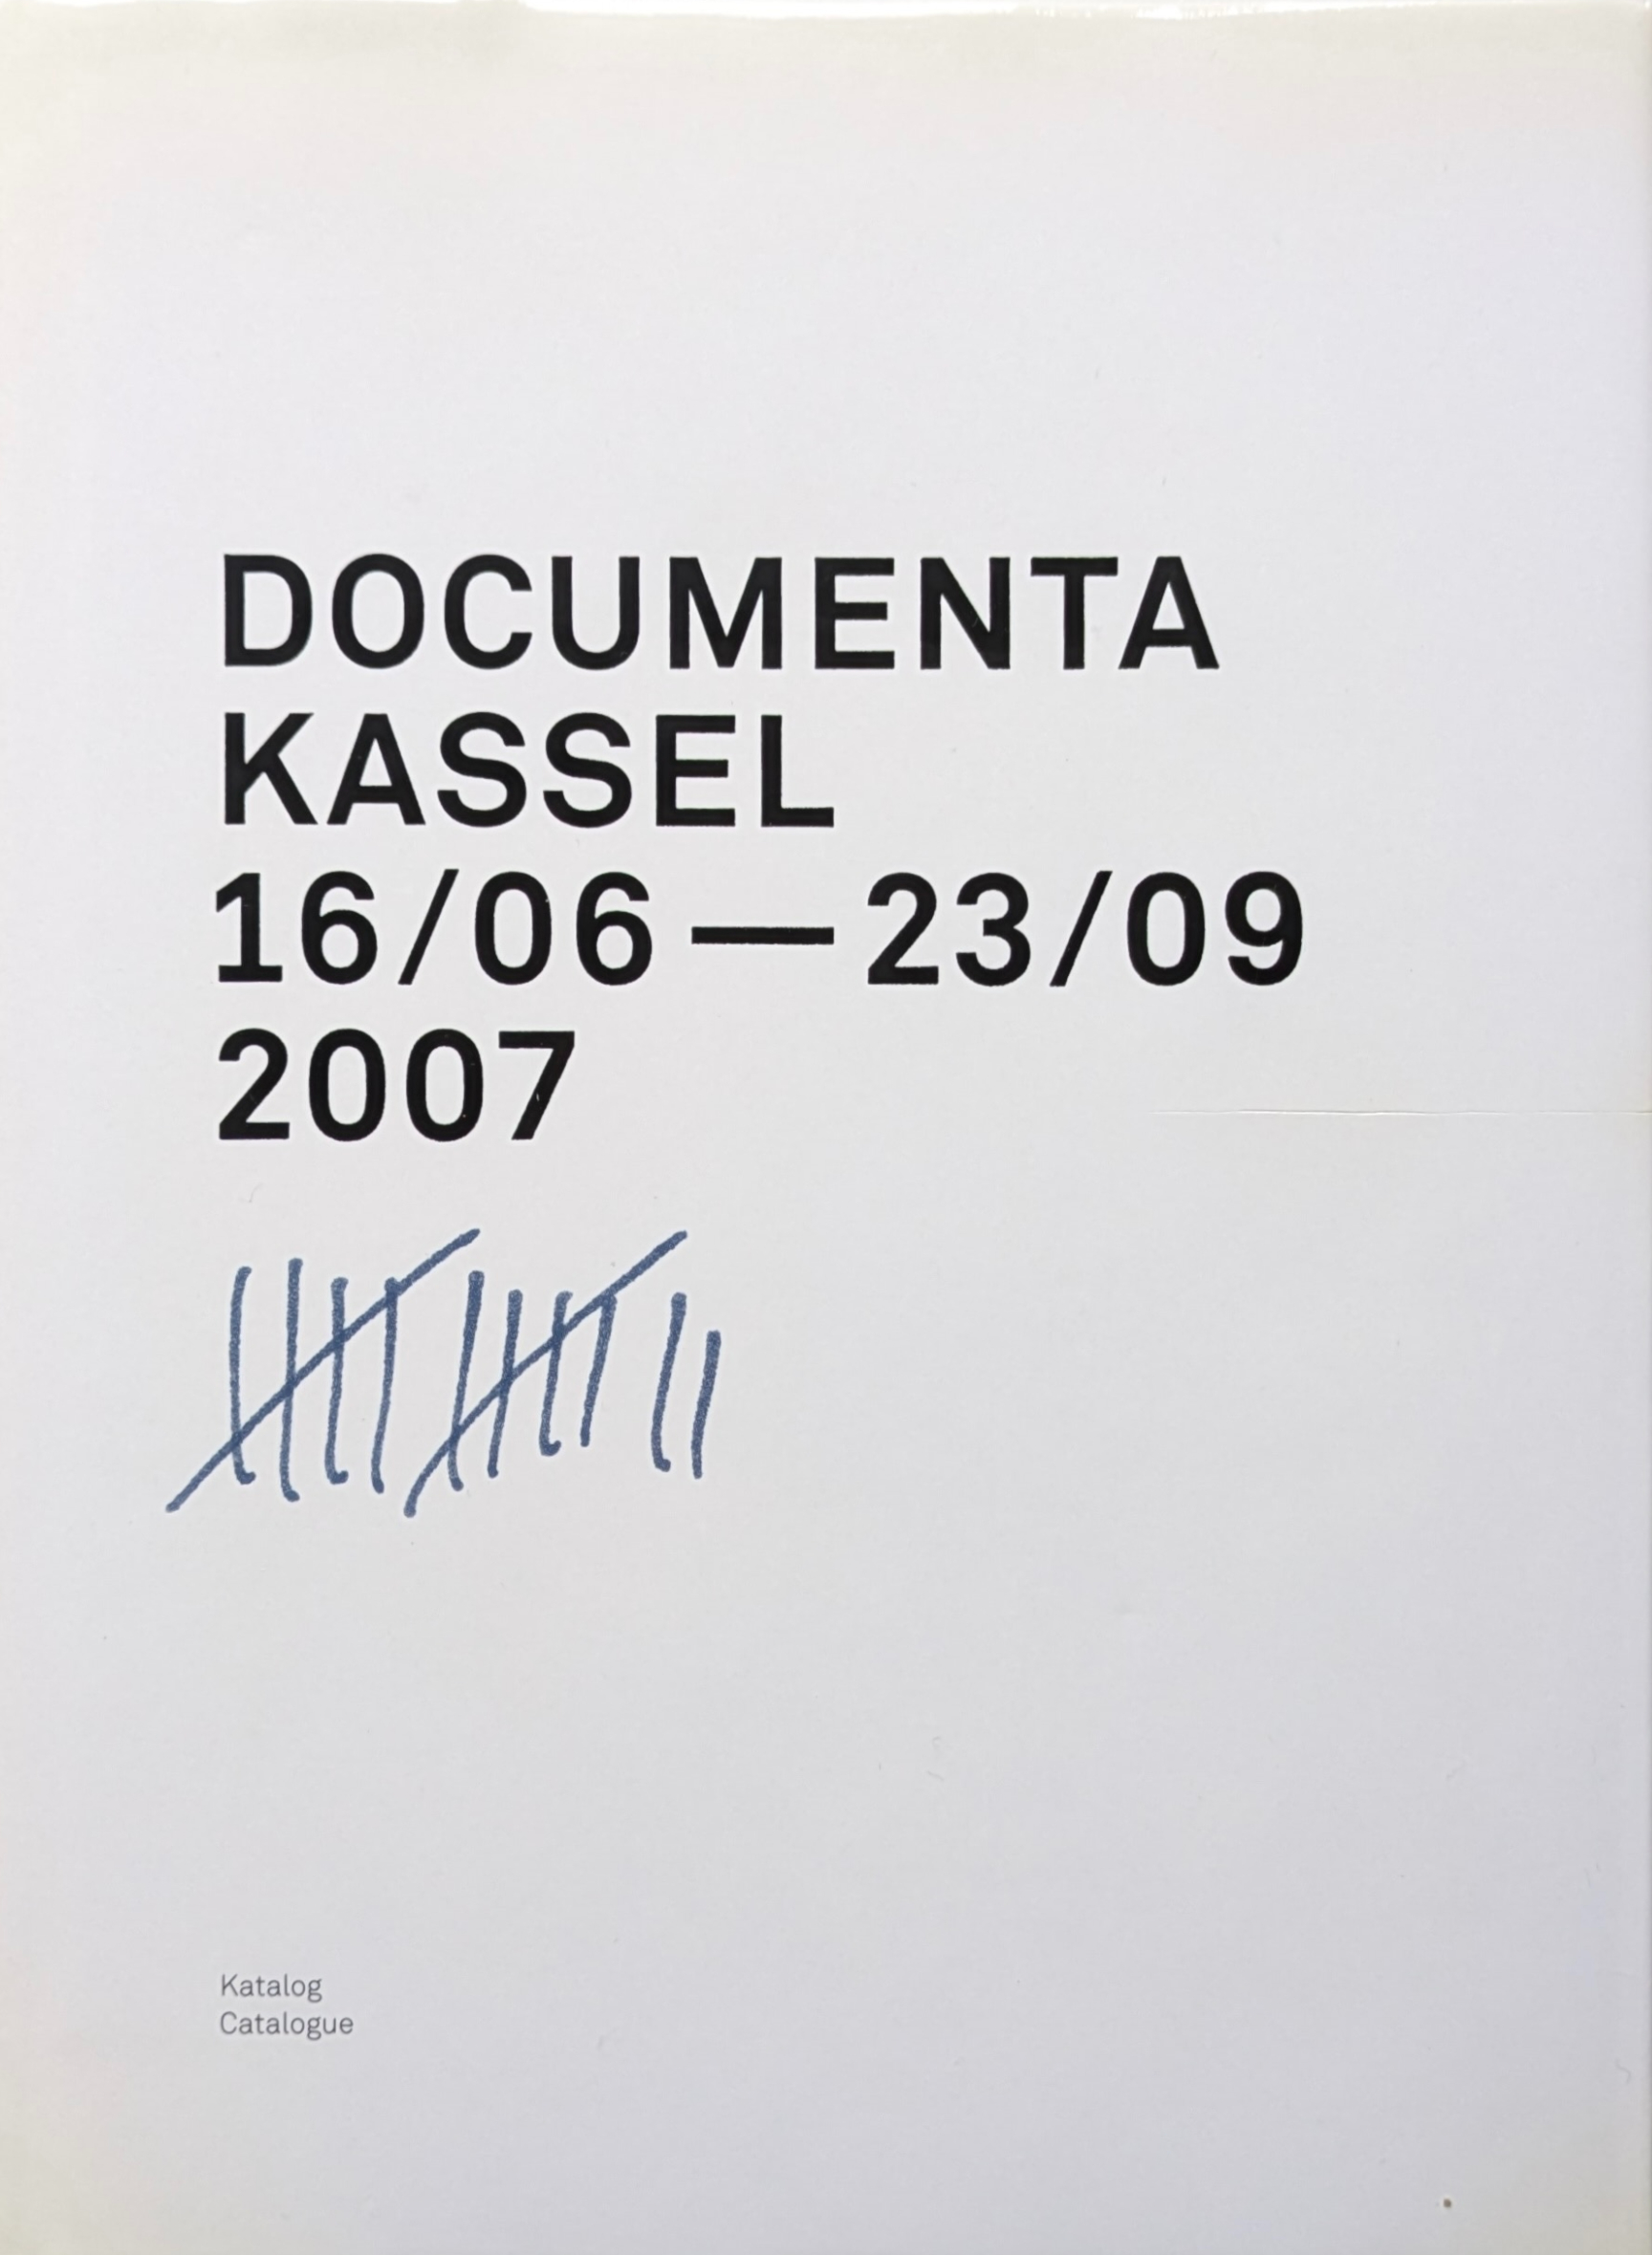 DOCUMENTA
KASSEL
16/06—23/09
2007
Katalog
Catalogue